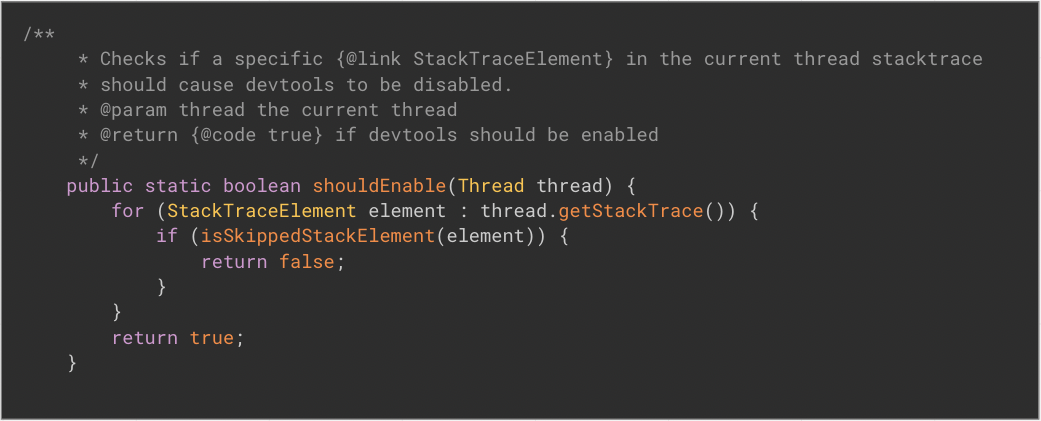 /**
     * Checks if a specific {@link StackTraceElement} in the current thread stacktrace
     * should cause devtools to be disabled.
     * @param thread the current thread
     * @return {@code true} if devtools should be enabled
     */
    public static boolean shouldEnable(Thread thread) {
        for (StackTraceElement element : thread.getStackTrace()) {
            if (isSkippedStackElement(element)) {
                return false;
            }
        }
        return true;
    }